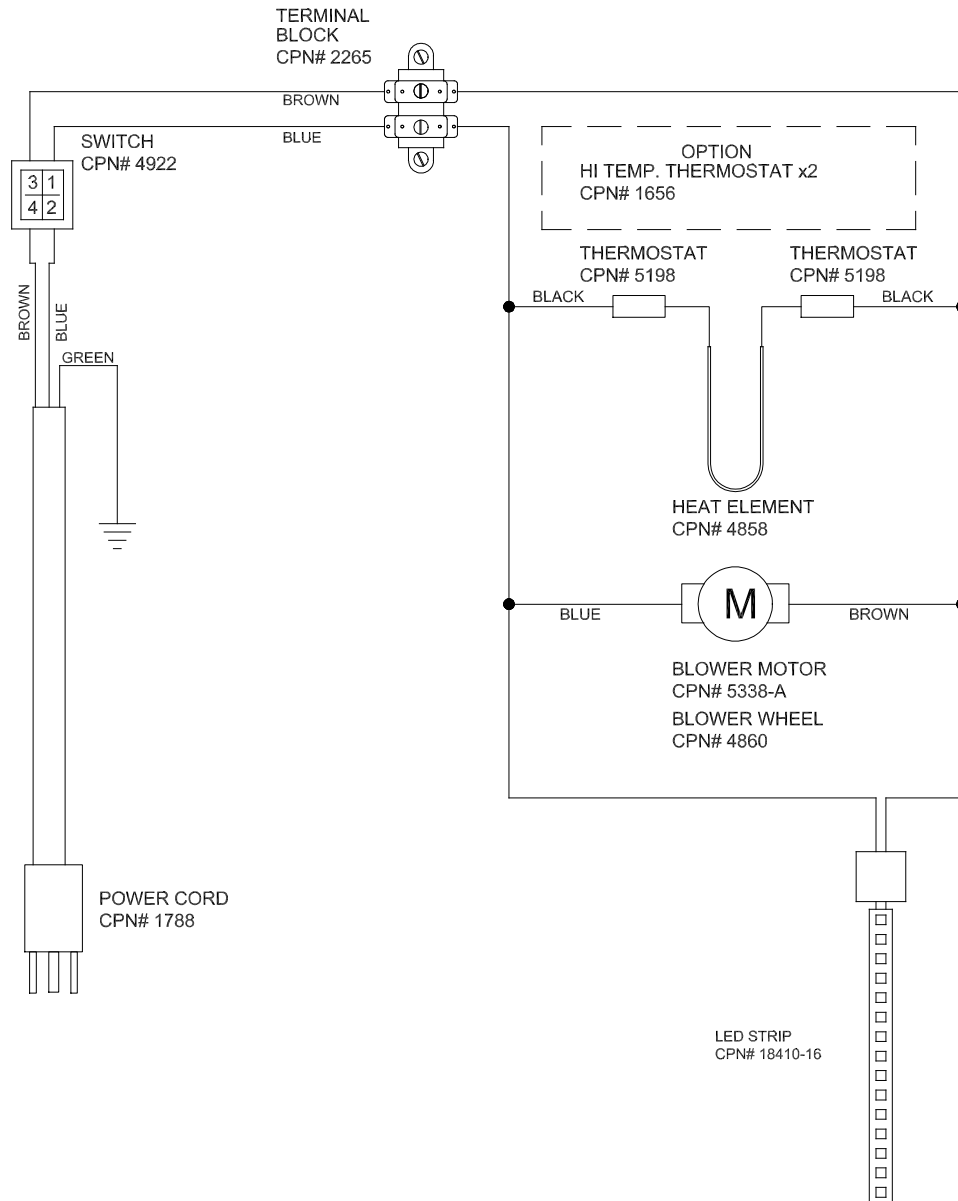 TERMINAL
BLOCK
CPN# 2265
BROWN
BLUE
SWITCH
CPN# 4922
3 1
4 2
OPTION
HI TEMP. THERMOSTAT x2
CPN# 1656
THERMOSTAT
CPN# 5198
THERMOSTAT
CPN# 5198
BLACK
BLACK
BROWN
BLUE
GREEN
HEAT ELEMENT
CPN# 4858
M
BLUE
BROWN
BLOWER MOTOR
CPN# 5338-A
BLOWER WHEEL
CPN# 4860
POWER CORD
CPN# 1788
LED STRIP
CPN# 18410-16